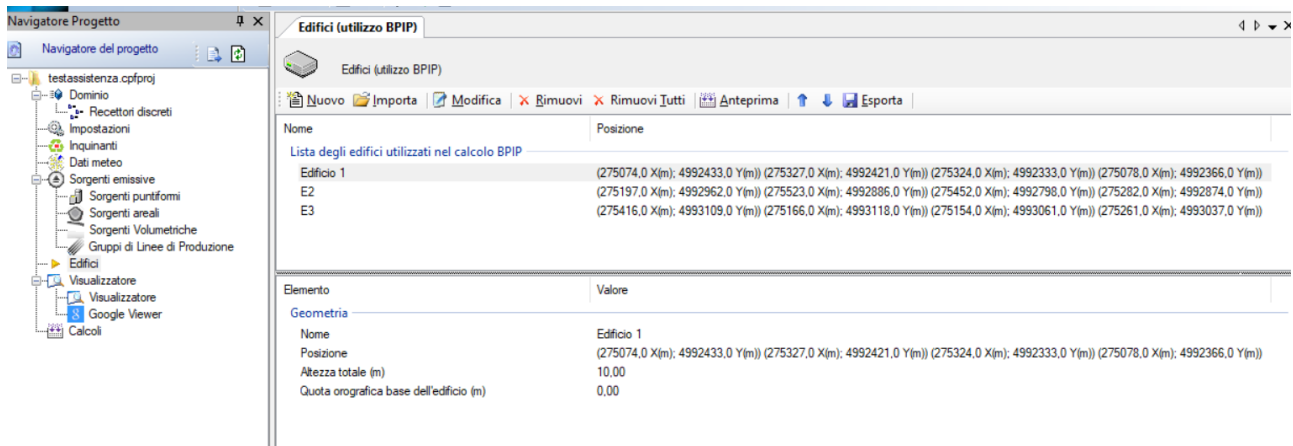 Navigatore Progetto
Navigatore del progetto
testassistenza.cpfproj
Dominio
Recettori discreti
Impostazioni
Inquinanti
Dati meteo
Sorgenti emissive
Sorgenti puntiformi
Sorgenti areali
Sorgenti Volumetriche
Gruppi di Linee di Produzione
Edifici
Visualizzatore
Visualizzatore
Google Viewer
Calcoli
Edifici (utilizzo BPIP)
Edifici (utilizzo BPIP)
Nuovo Importa Modifica Rimuovi Rimuovi Tutti Anteprima Esporta
Nome Posizione
Lista degli edifici utilizzati nel calcolo BPIP
Edificio 1 (275074,0 X(m); 4992433,0 Y(m)) (275327,0 X(m); 4992421,0 Y(m)) (275324,0 X(m); 4992333,0 Y(m)) (275078,0 X(m); 4992366,0 Y(m))
E2 (275197,0 X(m); 4992962,0 Y(m)) (275523,0 X(m); 4992886,0 Y(m)) (275452,0 X(m); 4992798,0 Y(m)) (275282,0 X(m); 4992874,0 Y(m))
E3 (275416,0 X(m); 4993109,0 Y(m)) (275166,0 X(m); 4993118,0 Y(m)) (275154,0 X(m); 4993061,0 Y(m)) (275261,0 X(m); 4993037,0 Y(m))
Elemento Valore
Geometria
Nome Edificio 1
Posizione (275074,0 X(m); 4992433,0 Y(m)) (275327,0 X(m); 4992421,0 Y(m)) (275324,0 X(m); 4992333,0 Y(m)) (275078,0 X(m); 4992366,0 Y(m))
Altezza totale (m) 10,00
Quota orografica base dell'edificio (m) 0,00